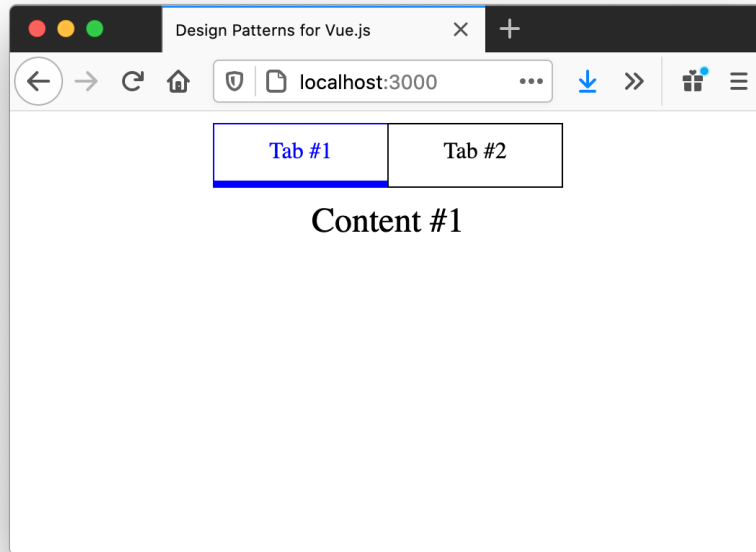 Design Patterns for Vue.js
localhost:3000
Tab #1 Tab #2
Content #1